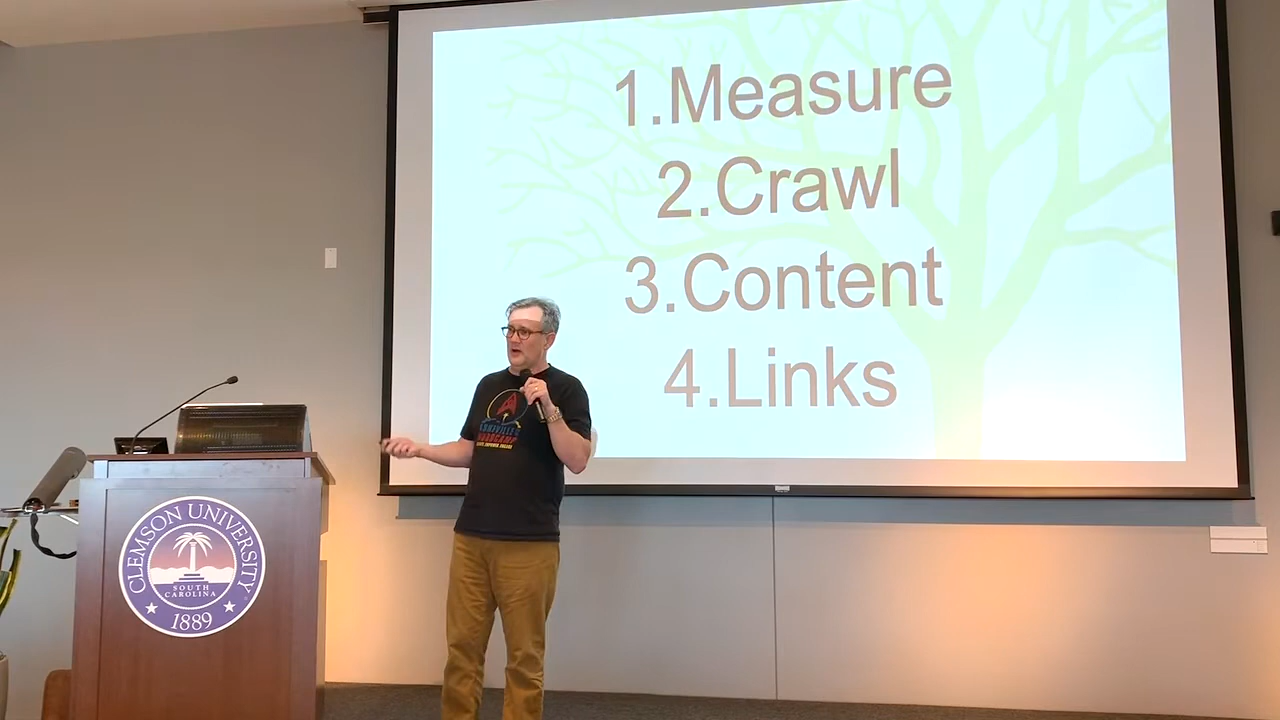 1.Measure
2.Crawl
3.Content
4.Links
CLEMSON UNIVERSITY
SOUTH
CAROLINA
1889